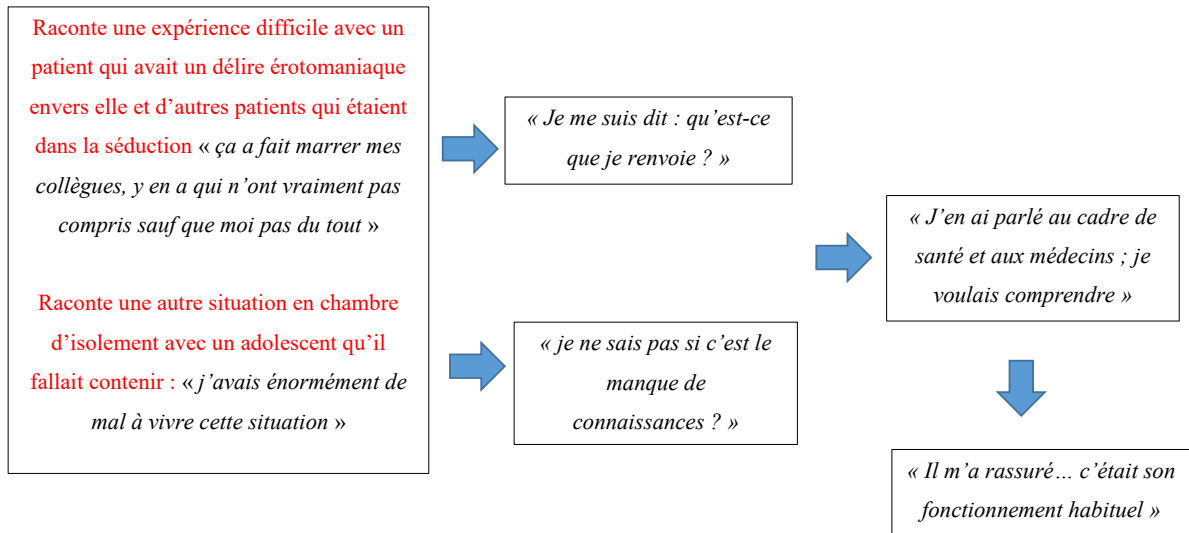 Raconte une expérience difficile avec un
patient qui avait un délire érotomaniaque
envers elle et d’autres patients qui étaient
dans la séduction « ça a fait marrer mes
collègues, y en a qui n’ont vraiment pas
compris sauf que moi pas du tout »
Raconte une autre situation en chambre
d’isolement avec un adolescent qu’il
fallait contenir : « j’avais énormément de
mal à vivre cette situation »
« Je me suis dit : qu’est-ce
que je renvoie ? »
« je ne sais pas si c’est le
manque de
connaissances ? »
« J’en ai parlé au cadre de
santé et aux médecins ; je
voulais comprendre »
« Il m’a rassuré… c’était son
fonctionnement habituel »